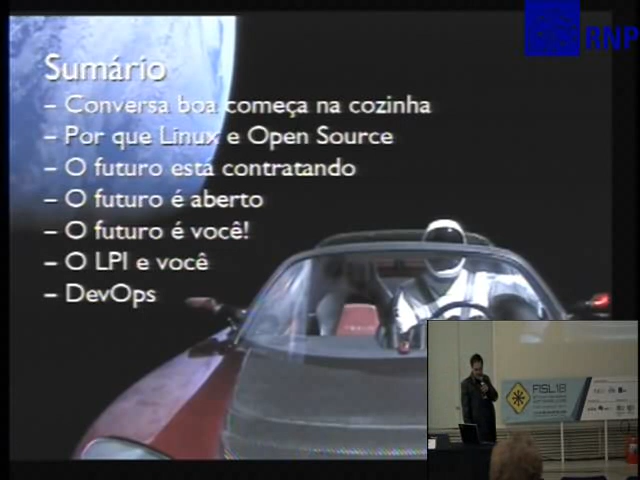 RNP
Sumário
– Conversa boa começa na cozinha
– Por que Linux e Open Source
– O futuro está contratando
– O futuro é aberto
– O futuro é você!
– O LPI e você
– DevOps
FISL18